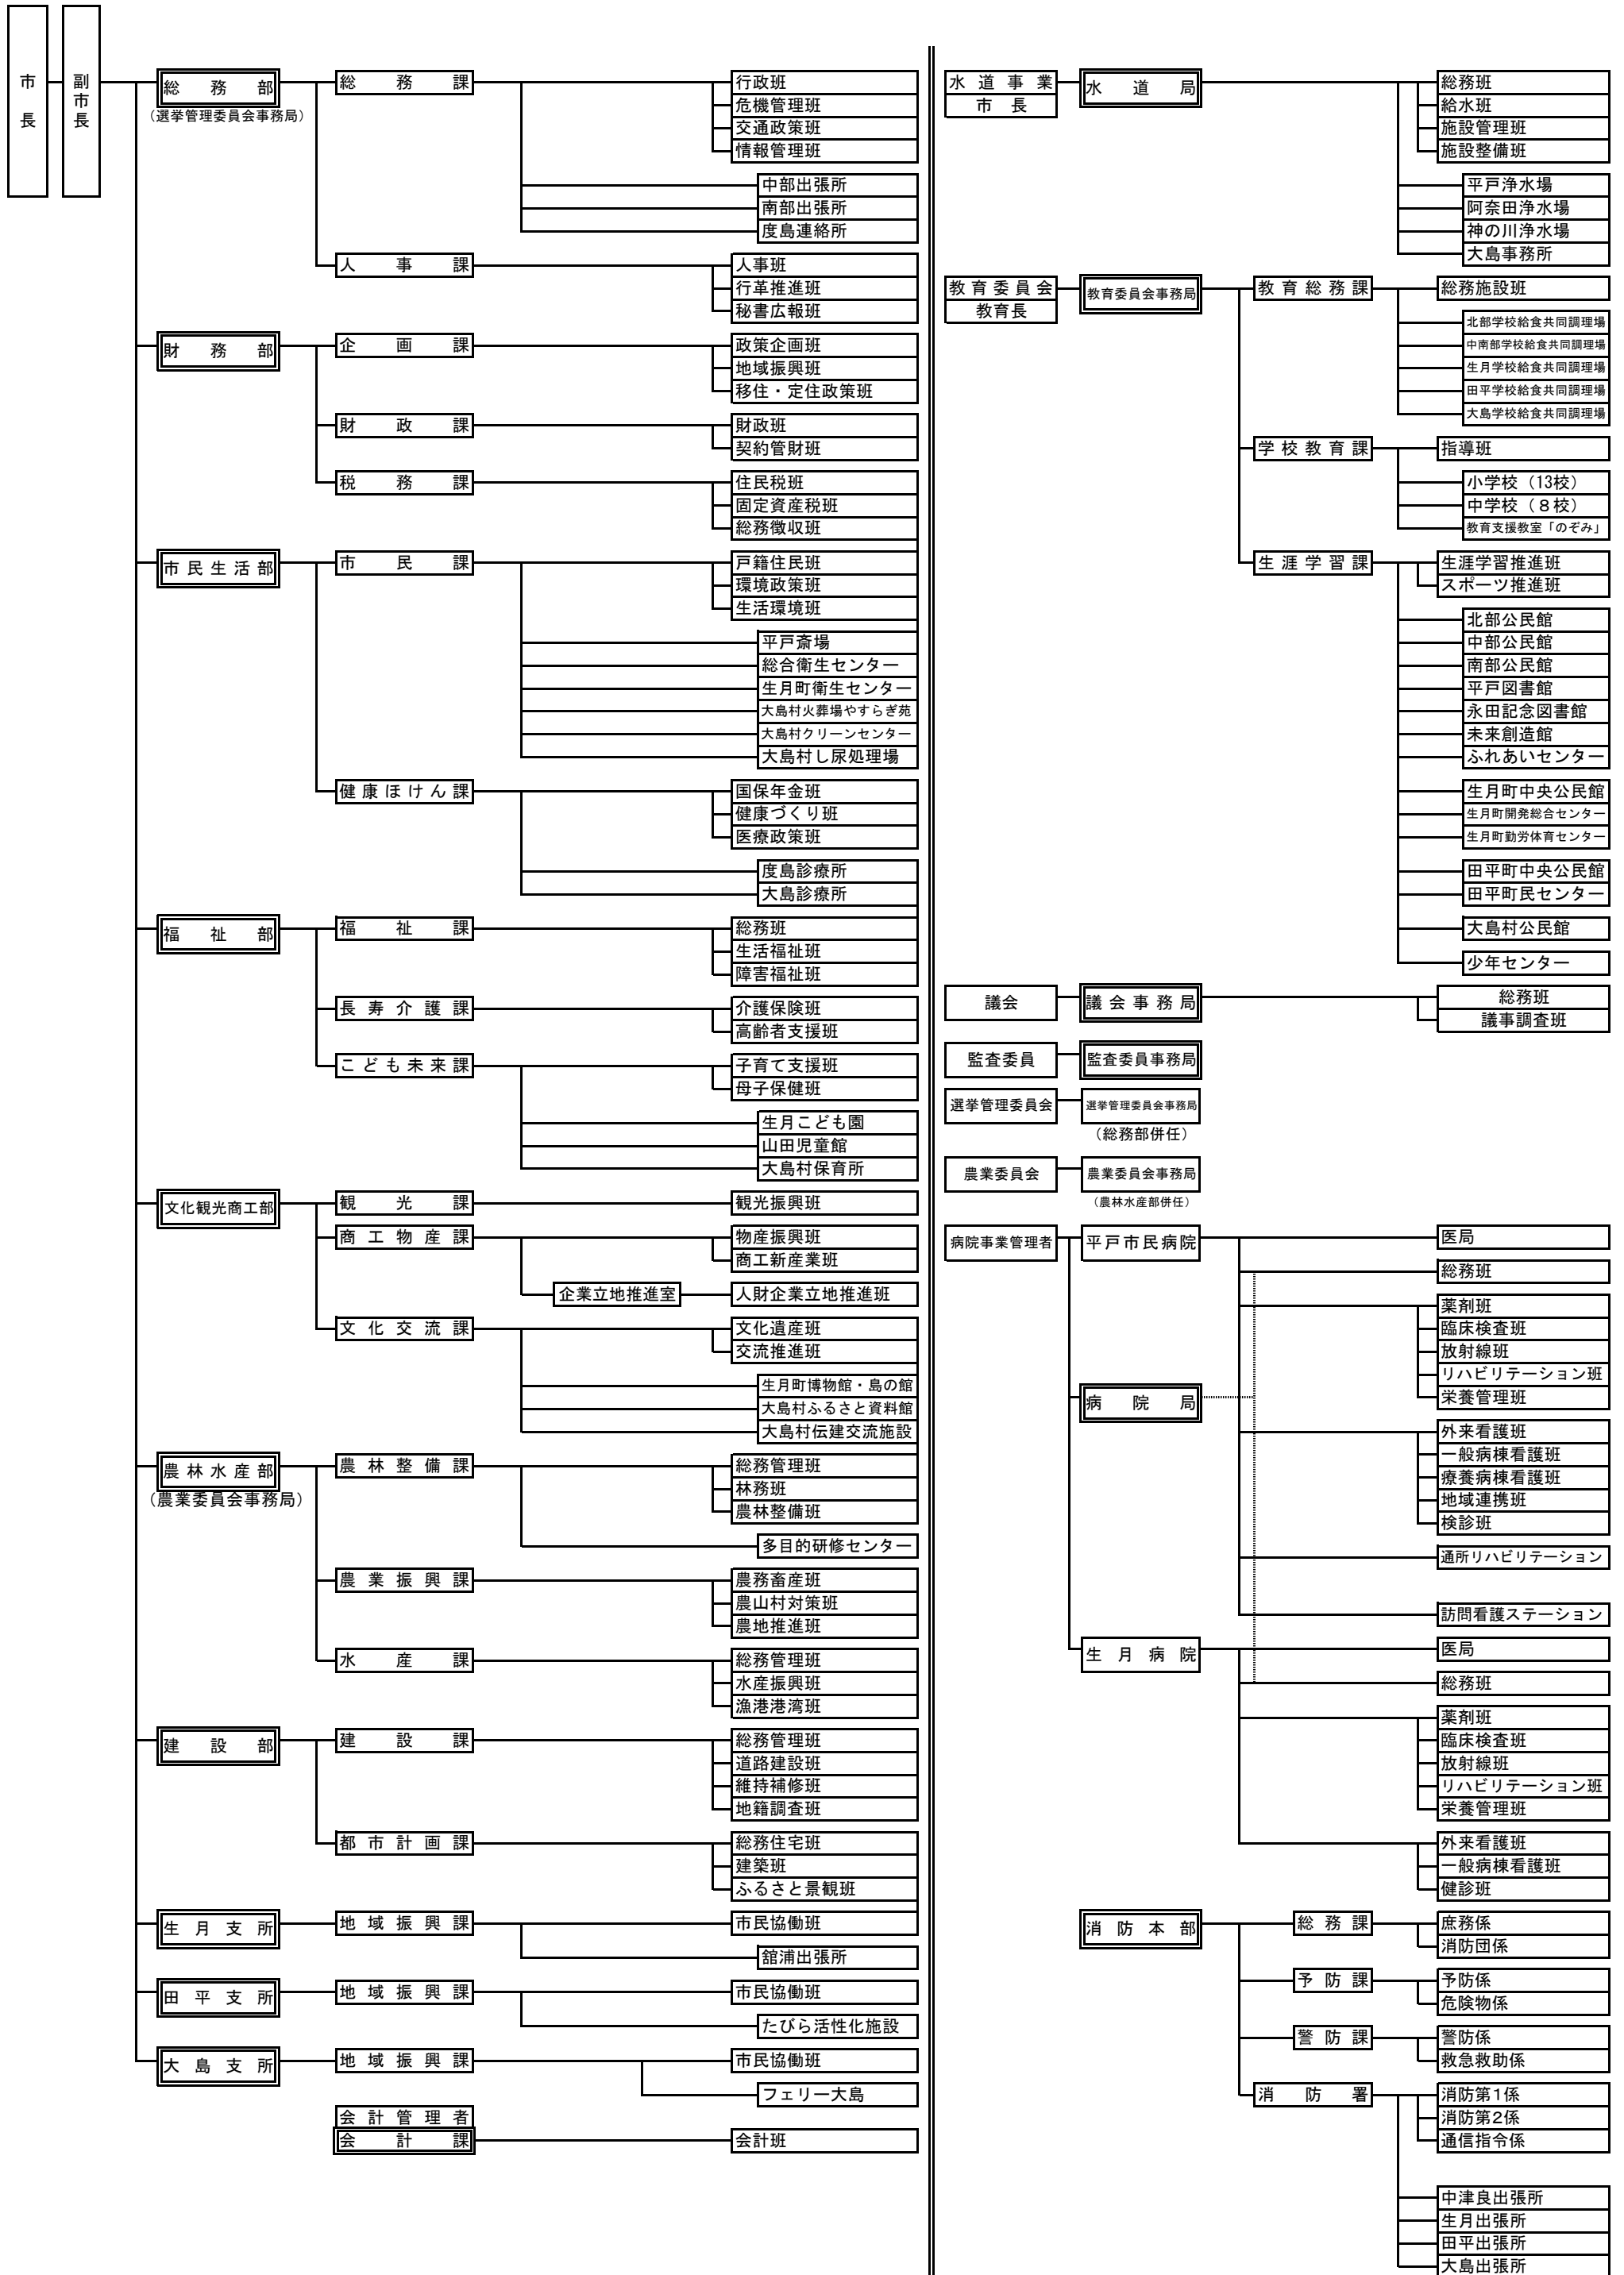 市長
副市長
総務部
（選挙管理委員会事務局）
総務課
行政班
危機管理班
交通政策班
情報管理班
中部出張所
南部出張所
度島連絡所
人事課
人事班
行革推進班
秘書広報班
財務部
企画課
政策企画班
地域振興班
移住・定住政策班
財政課
財政班
契約管財班
税務課
住民税班
固定資産税班
総務徴収班
市民生活部
市民課
戸籍住民班
環境政策班
生活環境班
平戸斎場
総合衛生センター
生月町衛生センター
大島村火葬場やすらぎ苑
大島村クリーンセンター
大島村し尿処理場
健康ほけん課
国保年金班
健康づくり班
医療政策班
度島診療所
大島診療所
福祉部
福祉課
総務班
生活福祉班
障害福祉班
長寿介護課
介護保険班
高齢者支援班
こども未来課
子育て支援班
母子保健班
生月こども園
山田児童館
大島村保育所
文化観光商工部
観光課
観光振興班
商工物産課
物産振興班
商工新産業班
企業立地推進室
人財企業立地推進班
文化交流課
文化遺産班
交流推進班
生月町博物館・島の館
大島村ふるさと資料館
大島村伝建交流施設
農林水産部
（農業委員会事務局）
農林整備課
総務管理班
林務班
農林整備班
多目的研修センター
農業振興課
農務畜産班
農山村対策班
農地推進班
水産課
総務管理班
水産振興班
漁港港湾班
建設部
建設課
総務管理班
道路建設班
維持補修班
地籍調査班
都市計画課
総務住宅班
建築班
ふるさと景観班
生月支所
地域振興課
市民協働班
舘浦出張所
田平支所
地域振興課
市民協働班
たびら活性化施設
大島支所
地域振興課
市民協働班
フェリー大島
会計管理者
会計課
会計班
水道事業
市長
水道局
総務班
給水班
施設管理班
施設整備班
平戸浄水場
阿奈田浄水場
神の川浄水場
大島事務所
教育委員会
教育長
教育委員会事務局
教育総務課
総務施設班
北部学校給食共同調理場
中南部学校給食共同調理場
生月学校給食共同調理場
田平学校給食共同調理場
大島学校給食共同調理場
学校教育課
指導班
小学校（13校）
中学校（８校）
教育支援教室「のぞみ」
生涯学習課
生涯学習推進班
スポーツ推進班
北部公民館
中部公民館
南部公民館
平戸図書館
永田記念図書館
未来創造館
ふれあいセンター
生月町中央公民館
生月町開発総合センター
生月町勤労体育センター
田平町中央公民館
田平町民センター
大島村公民館
少年センター
議会
議会事務局
総務班
議事調査班
監査委員
監査委員事務局
選挙管理委員会
選挙管理委員会事務局
（総務部併任）
農業委員会
農業委員会事務局
（農林水産部併任）
病院事業管理者
平戸市民病院
医局
総務班
薬剤班
臨床検査班
放射線班
リハビリテーション班
栄養管理班
病院局
外来看護班
一般病棟看護班
療養病棟看護班
地域連携班
検診班
通所リハビリテーション
訪問看護ステーション
生月病院
医局
総務班
薬剤班
臨床検査班
放射線班
リハビリテーション班
栄養管理班
外来看護班
一般病棟看護班
健診班
消防本部
総務課
庶務係
消防団係
予防課
予防係
危険物係
警防課
警防係
救急救助係
消防署
消防第１係
消防第２係
通信指令係
中津良出張所
生月出張所
田平出張所
大島出張所